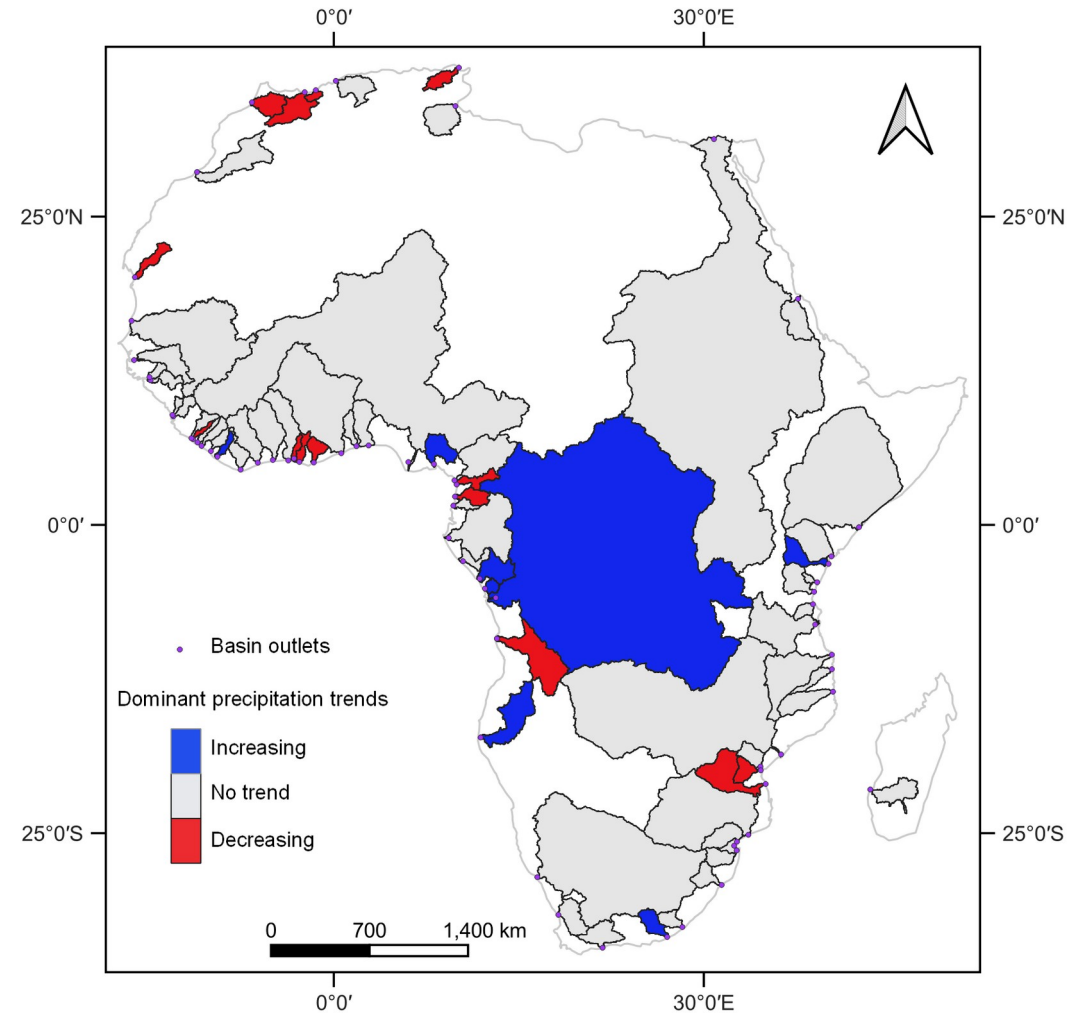 0°0′ 30°0′E
25°0′N 25°0′N
0°0′ 0°0′
Basin outlets
Dominant precipitation trends
Increasing
No trend
Decreasing
25°0′S 25°0′S
0 700 1,400 km
0°0′ 30°0′E